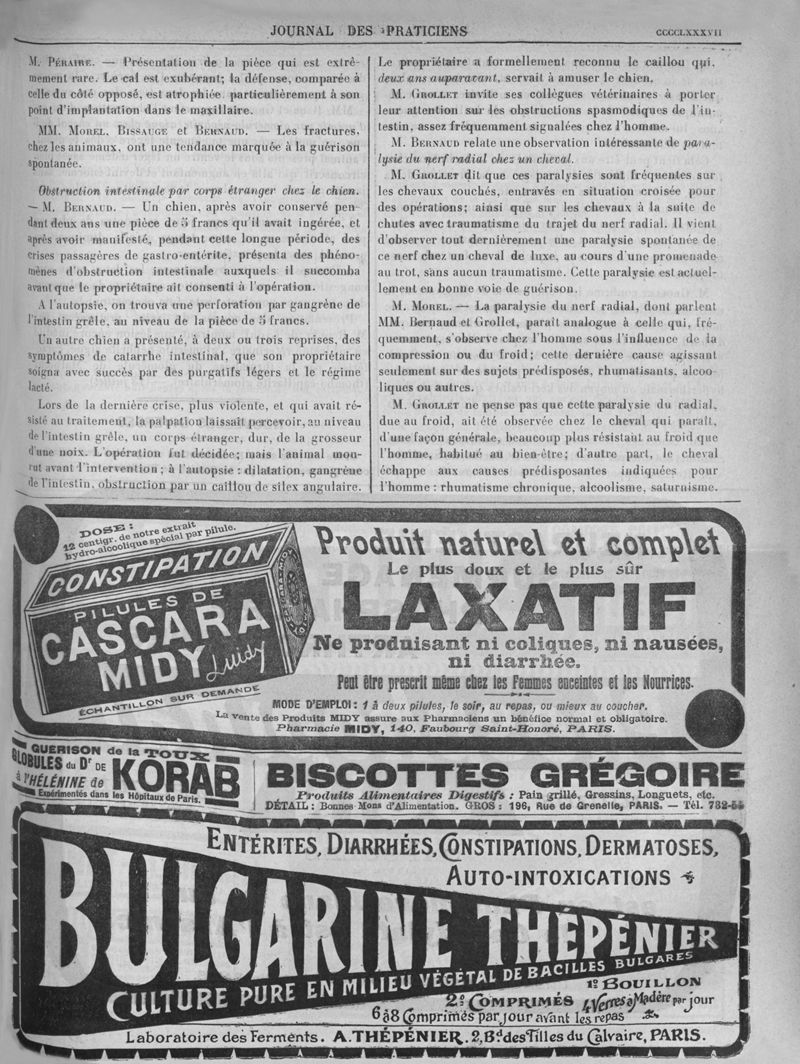 JOURNAL DES PRATICIENS
CCCCLXXXVII
M. PÉRAIRE. — Présentation de la pièce qui est extrê-
mement rare. Le cal est exubérant; la défense, comparée à
celle du côté opposé, est atrophiée particulièrement à son
point d'implantation dans le maxillaire.
MM. MOREL, BISSAUGE et BERNAUD. — Les fractures,
chez les animaux, ont une tendance marquée à la guérison
spontanée.
Obstruction intestinale par corps étranger chez le chien.
— M. BERNAUD. — Un chien, après avoir conservé pen-
dant deux ans une pièce de 5 francs qu'il avait ingérée, et
après avoir manifesté, pendant cette longue période, des
crises passagères de gastro-entérite, présenta des phéno-
mènes d'obstruction intestinale auxquels il succomba
avant que le propriétaire ait consenti à l'opération.
A l'autopsie, on trouva une perforation par gangrène de
l'intestin grêle, au niveau de la pièce de 5 francs.
Un autre chien a présenté, à deux ou trois reprises, des
symptômes de catarrhe intestinal, que son propriétaire
soigna avec succès par des purgatifs légers et le régime
lacté.
Lors de la dernière crise, plus violente, et qui avait ré-
sisté au traitement, la palpation laissait percevoir, au niveau
de l'intestin grêle, un corps étranger, dur, de la grosseur
d'une noix. L'opération fut décidée; mais l'animal mou-
rut avant l'intervention; à l'autopsie : dilatation, gangrène
de l'intestin, obstruction par un caillou de silex angulaire.
Le propriétaire a formellement reconnu le caillou qui,
deux ans auparavant, servait à amuser le chien.
M. GROLLET invite ses collègues vétérinaires à porter
leur attention sur les obstructions spasmodiques de l'in-
testin, assez fréquemment signalées chez l'homme.
M. BERNAUD relate une observation intéressante de para-
lysie du nerf radial chez un cheval.
M. GROLLET dit que ces paralysies sont fréquentes sur
les chevaux couchés, entravés en situation croisée pour
des opérations; ainsi que sur les chevaux à la suite de
chutes avec traumatisme du trajet du nerf radial. Il vient
d'observer tout dernièrement une paralysie spontanée de
ce nerf chez un cheval de luxe, au cours d'une promenade
au trot, sans aucun traumatisme. Cette paralysie est actuel-
lement en bonne voie de guérison.
M. MOREL. — La paralysie du nerf radial, dont parlent
MM. Bernaud et Grollet, paraît analogue à celle qui, fré-
quemment, s'observe chez l'homme sous l'influence de la
compression ou du froid; cette dernière cause agissant
seulement sur des sujets prédisposés, rhumatisants, alcoo-
liques ou autres.
M. GROLLET ne pense pas que cette paralysie du radial,
due au froid, ait été observée chez le cheval qui paraît,
d'une façon générale, beaucoup plus résistant au froid que
l'homme, habitué au bien-être; d'autre part, le cheval
échappe aux causes prédisposantes indiquées pour
l'homme : rhumatisme chronique, alcoolisme, saturnisme.
DOSE :
12 centigr. de notre extrait
hydro-alcoolique spécial par pilule.
CONSTIPATION
PILULES DE
CASCARA
MIDY
Midy
ÉCHANTILLON SUR DEMANDE
Produit naturel et complet
Le plus doux et le plus sûr
LAXATIF
Ne produisant ni coliques, ni nausées,
ni diarrhée.
Peut être prescrit même chez les Femmes enceintes et les Nourrices.
MODE D'EMPLOI : 1 à deux pilules, le soir, au repas, ou mieux au coucher.
La vente des Produits MIDY assure aux Pharmaciens un bénéfice normal et obligatoire.
Pharmacie MIDY, 140, Faubourg Saint-Honoré, PARIS.
GUÉRISON de la TOUX
GLOBULES du Dr DE
à l'HÉLÉNINE de
KORAB
Expérimentés dans les Hôpitaux de Paris.
BISCOTTES GRÉGOIRE
Produits Alimentaires Digestifs : Pain grillé, Gressins, Longuets, etc.
DÉTAIL : Bonnes Mons d'Alimentation. GROS : 196, Rue de Grenelle, PARIS. — Tél.
ENTÉRITES, DIARRHÉES, CONSTIPATIONS, DERMATOSES,
AUTO-INTOXICATIONS
BULGARINE THÉPÉNIER
CULTURE PURE EN MILIEU VÉGÉTAL DE BACILLES BULGARES
1º BOUILLON
4 Verres à Madère par jour
2º COMPRIMÉS
6 à 8 Comprimés par jour avant les repas
Laboratoire des Ferments. A. THÉPÉNIER. 2, Bd des Filles du Calvaire, PARIS.